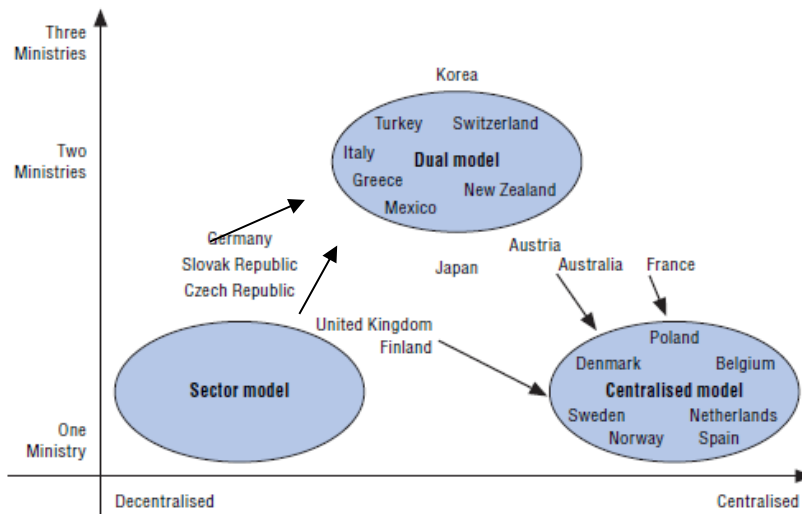 Three
Ministries
Korea
Turkey Switzerland
Two
Ministries
Italy
Dual model
Greece
New Zealand
Mexico
Germany
Slovak Republic
Czech Republic
Austria
Japan
Australia France
United Kingdom
Finland
Poland
Denmark Belgium
Sector model
Centralised model
Sweden Netherlands
Norway Spain
One
Ministry
Decentralised Centralised